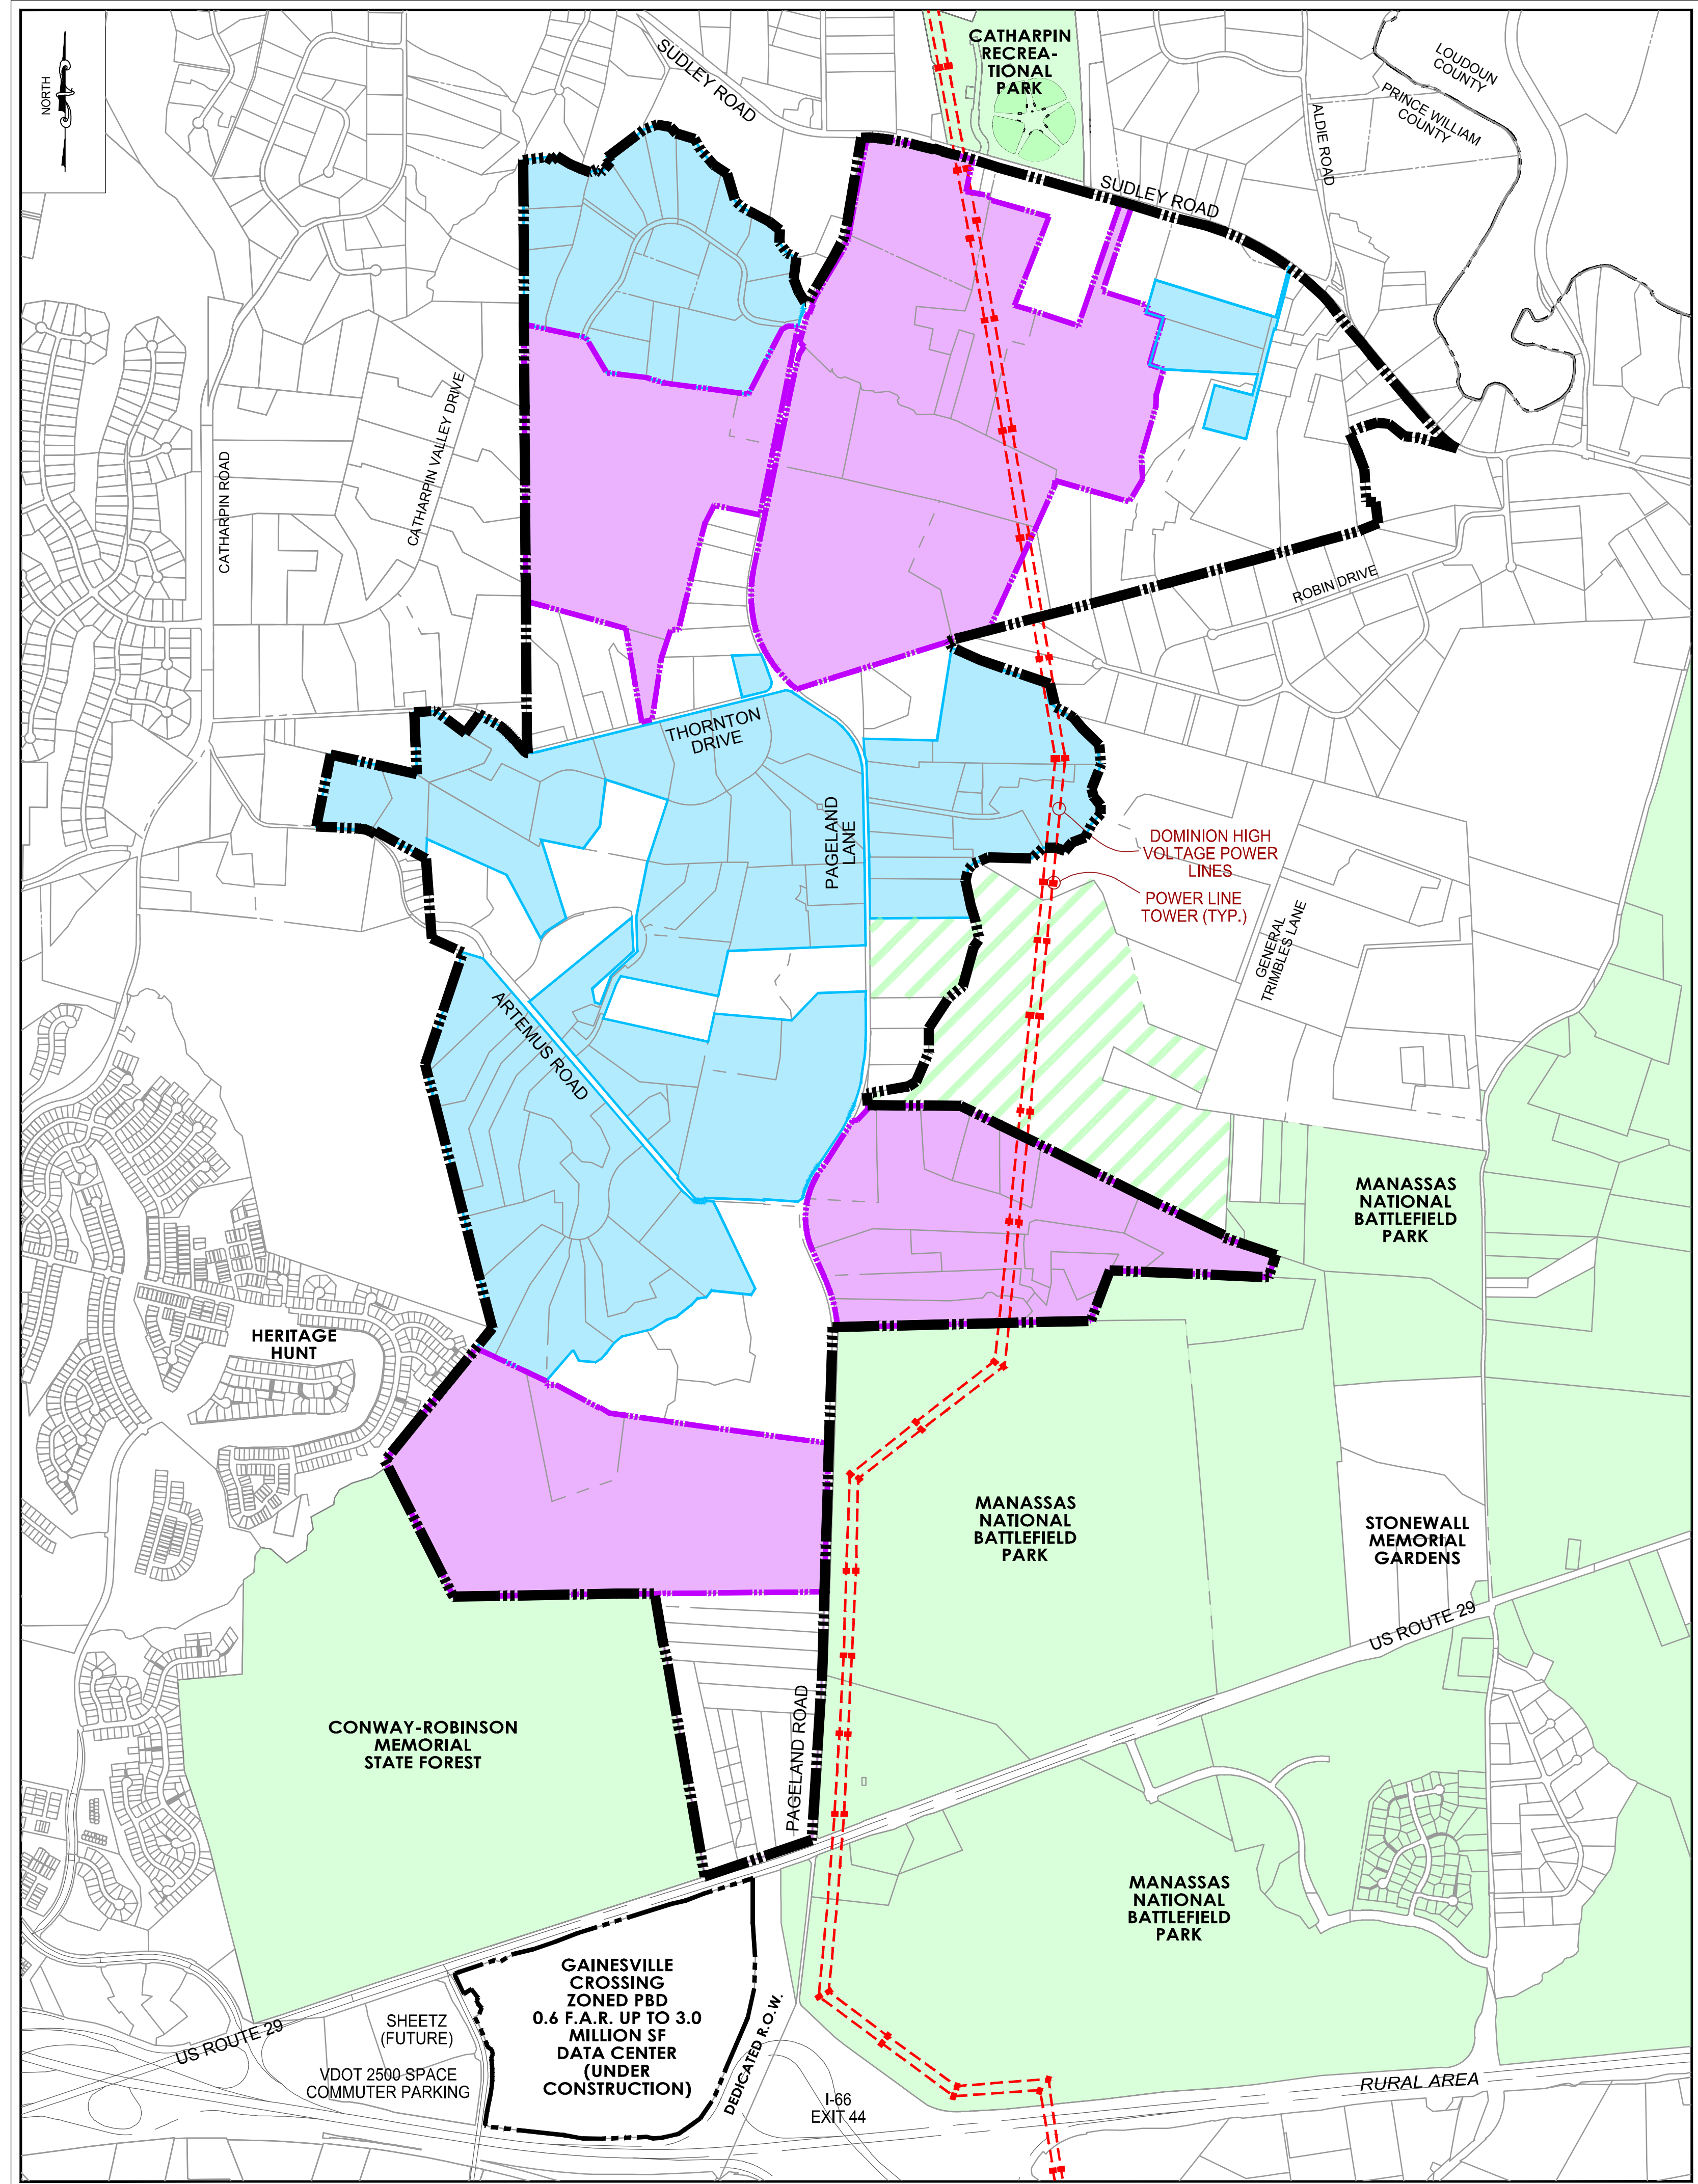 NORTH
SUDLEY ROAD
CATHARPIN
RECREA-
TIONAL
PARK
LOUDOUN
COUNTY
PRINCE WILLIAM
COUNTY
ALDIE ROAD
SUDLEY ROAD
CATHARPIN ROAD
CATHARPIN VALLEY DRIVE
ROBIN DRIVE
THORNTON
DRIVE
PAGELAND
LANE
DOMINION HIGH
VOLTAGE POWER
LINES
POWER LINE
TOWER (TYP.)
GENERAL
TRIMBLES LANE
ARTEMUS ROAD
MANASSAS
NATIONAL
BATTLEFIELD
PARK
HERITAGE
HUNT
MANASSAS
NATIONAL
BATTLEFIELD
PARK
STONEWALL
MEMORIAL
GARDENS
US ROUTE 29
CONWAY-ROBINSON
MEMORIAL
STATE FOREST
PAGELAND ROAD
MANASSAS
NATIONAL
BATTLEFIELD
PARK
GAINESVILLE
CROSSING
ZONED PBD
0.6 F.A.R. UP TO 3.0
MILLION SF
DATA CENTER
(UNDER
CONSTRUCTION)
SHEETZ
(FUTURE)
US ROUTE 29
VDOT 2500 SPACE
COMMUTER PARKING
DEDICATED R.O.W.
I-66
EXIT 44
RURAL AREA